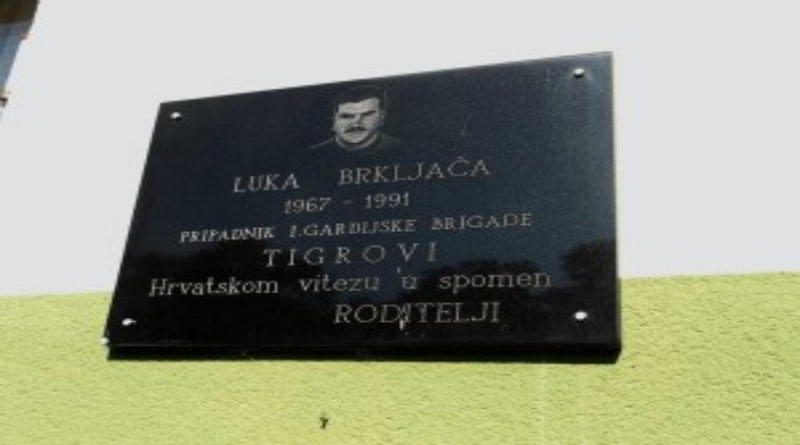 LUKA BRKLJAČA
1967 - 1991
PRIPADNIK 1.GARDIJSKE BRIGADE
TIGROVI
Hrvatskom vitezu u spomen
RODITELJI